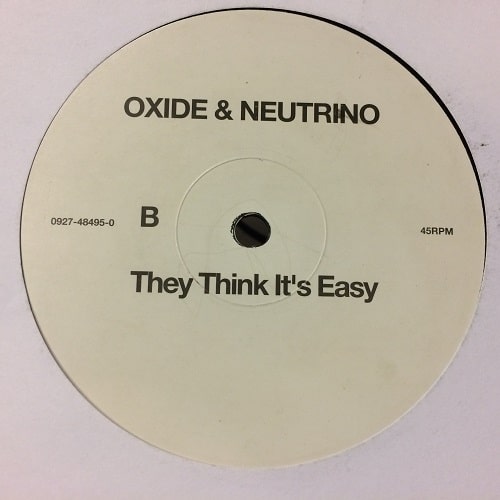 OXIDE & NEUTRINO
0927-48495-0
B
45RPM
They Think It's Easy